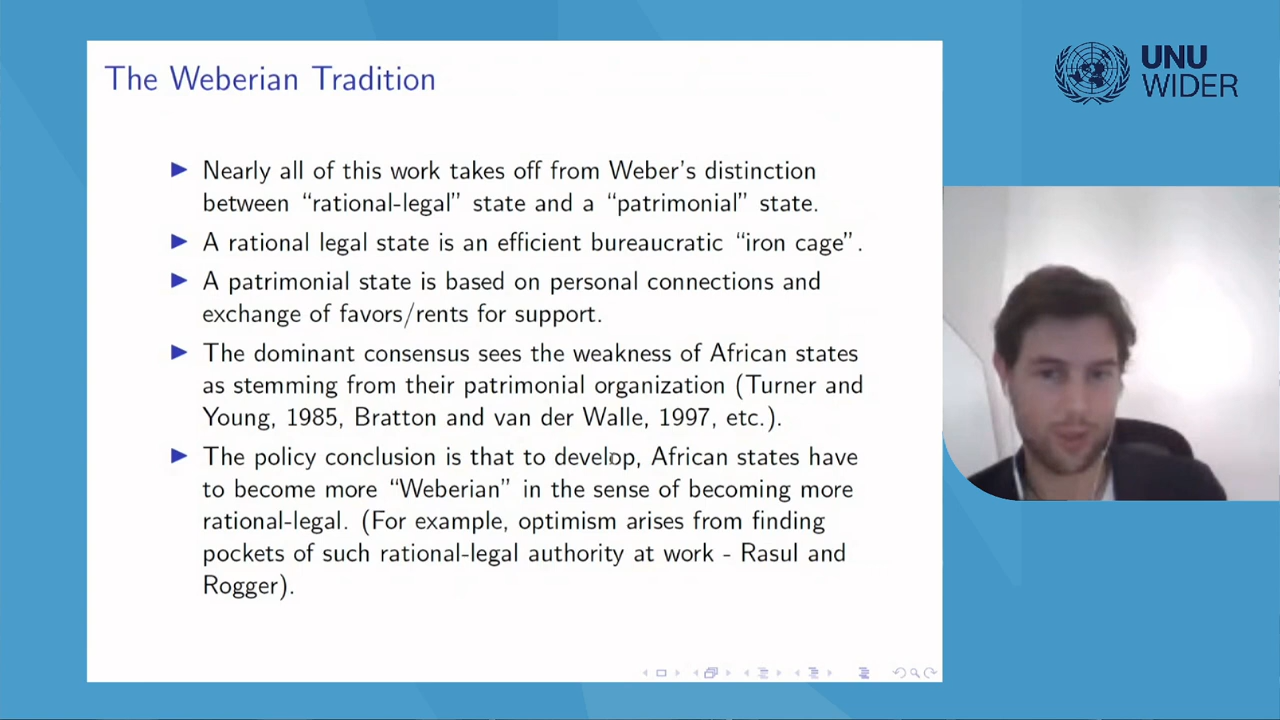 The Weberian Tradition
Nearly all of this work takes off from Weber's distinction
between “rational-legal” state and a “patrimonial” state.
A rational legal state is an efficient bureaucratic “iron cage”.
A patrimonial state is based on personal connections and
exchange of favors/rents for support.
The dominant consensus sees the weakness of African states
as stemming from their patrimonial organization (Turner and
Young, 1985, Bratton and van der Walle, 1997, etc.).
The policy conclusion is that to develop, African states have
to become more “Weberian” in the sense of becoming more
rational-legal. (For example, optimism arises from finding
pockets of such rational-legal authority at work - Rasul and
Rogger).
UNU
WIDER